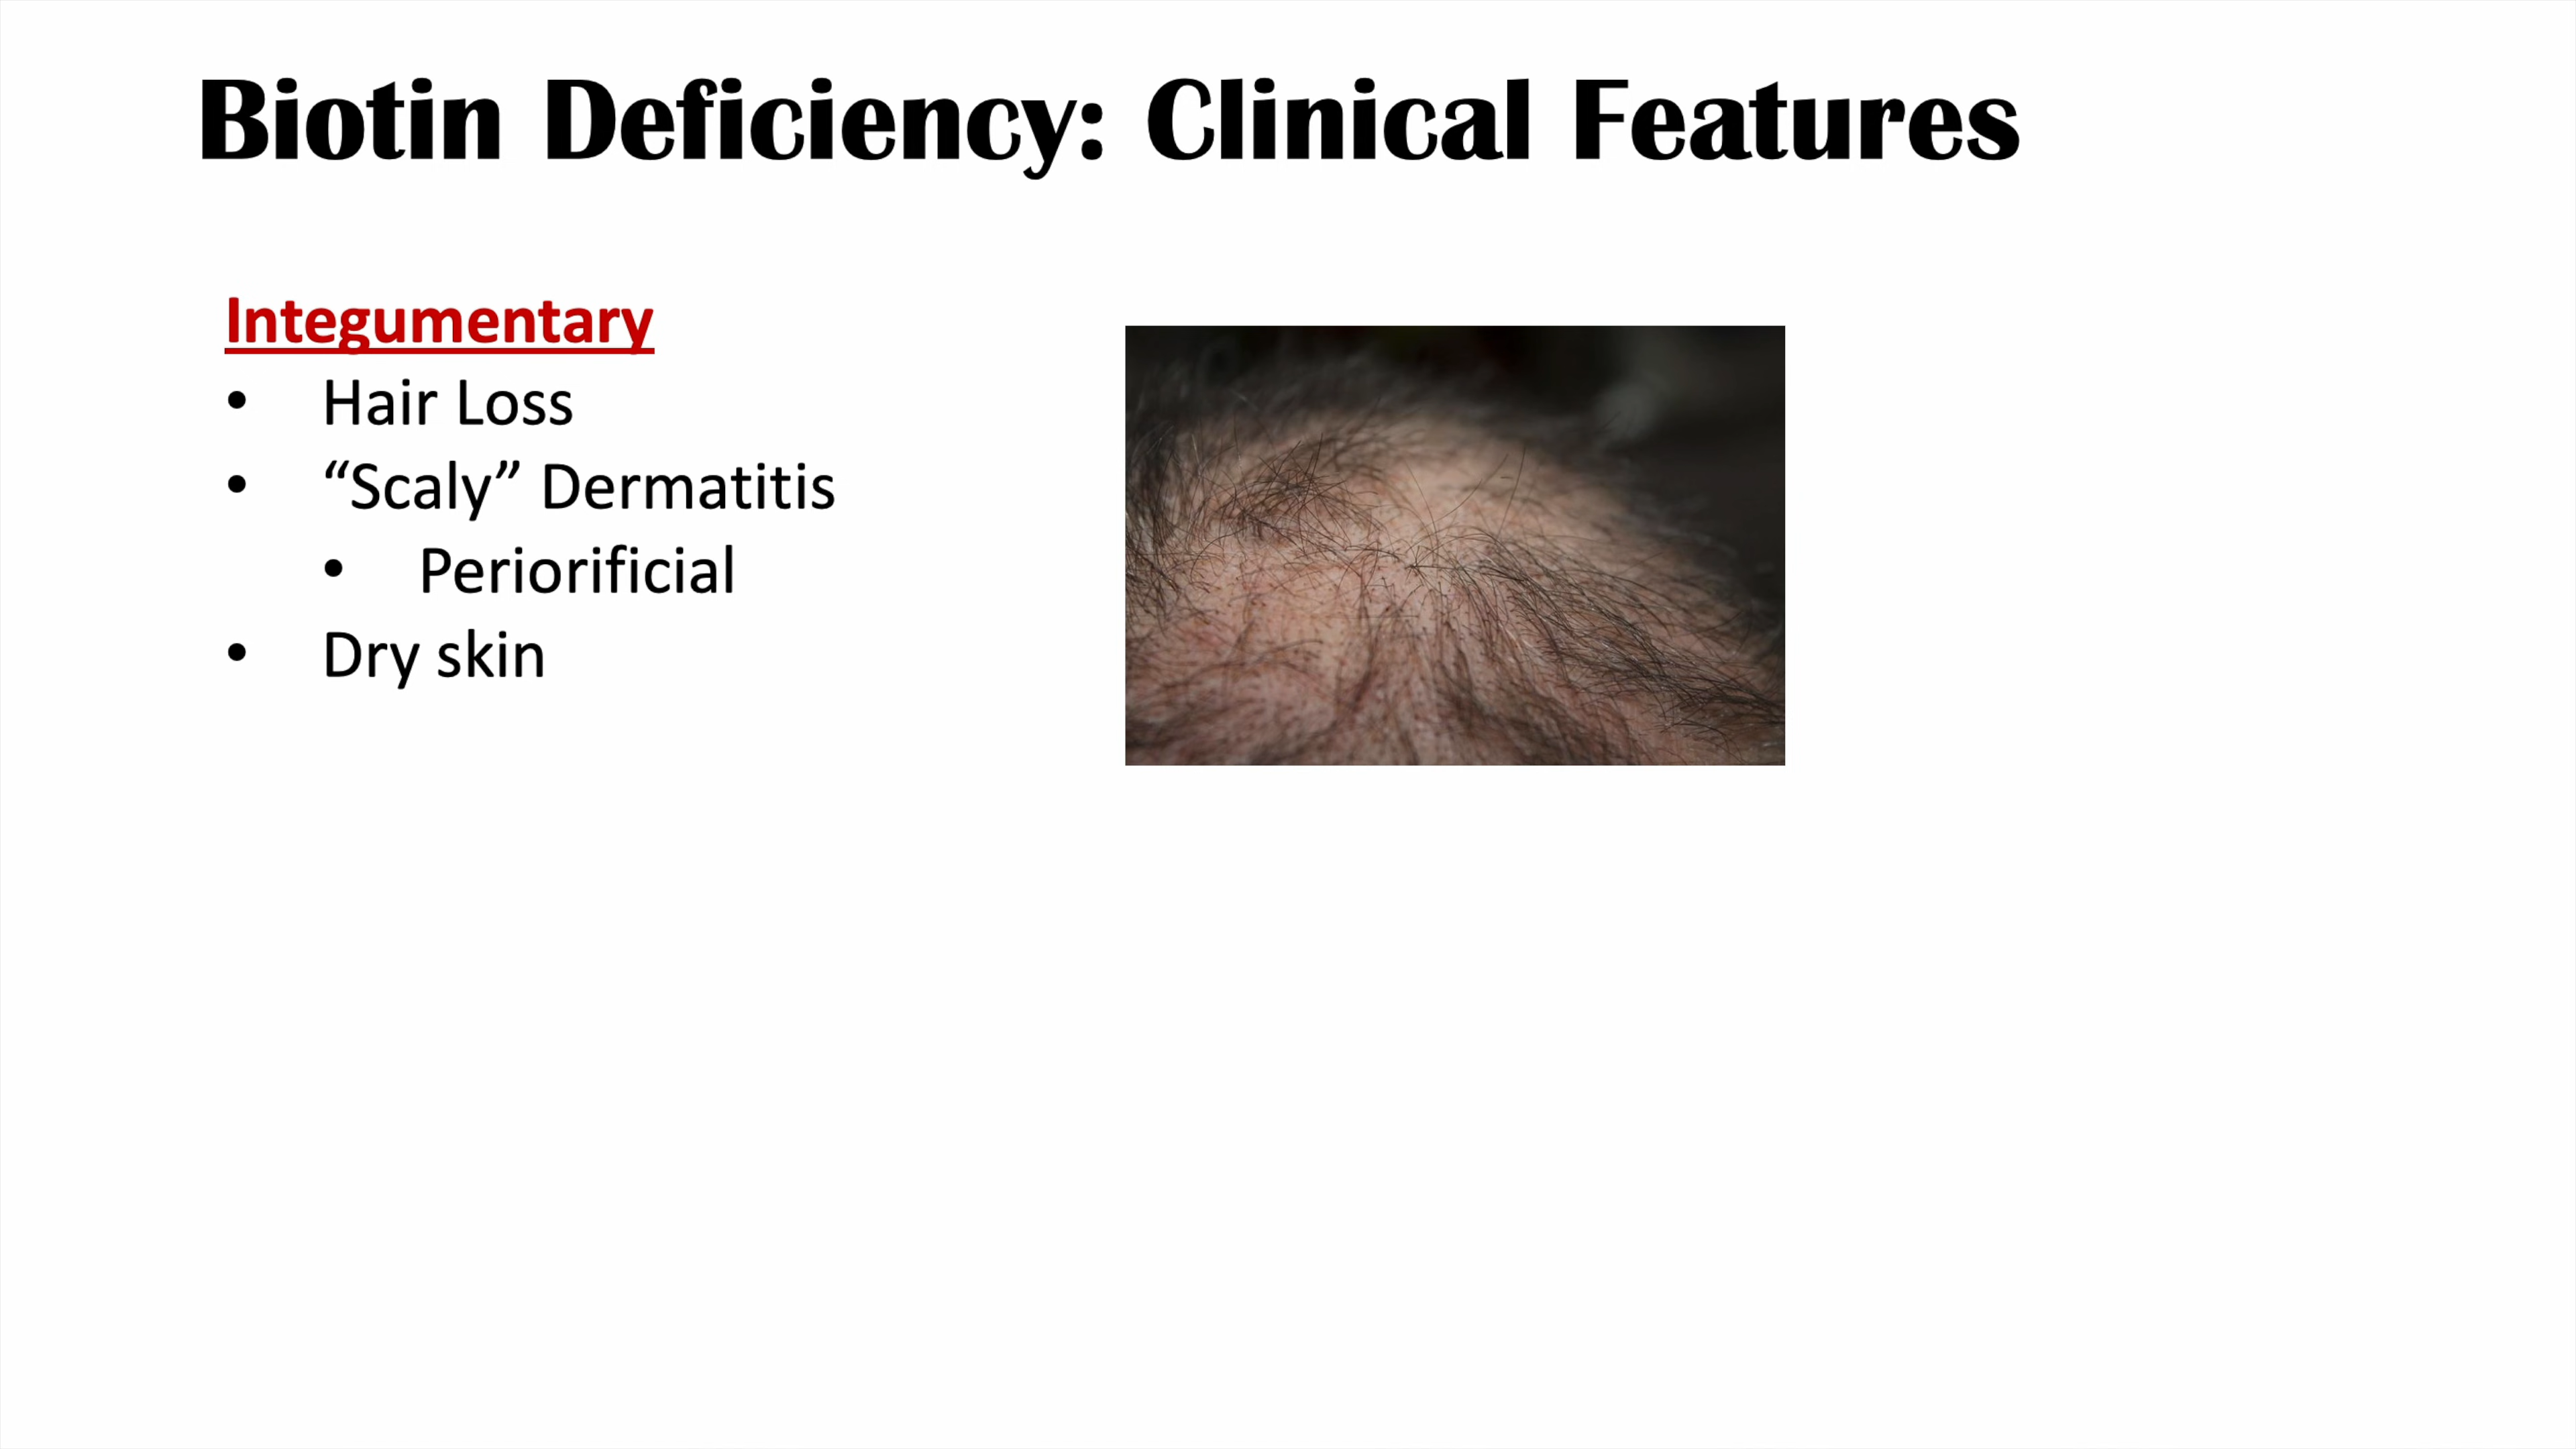 Biotin Deficiency: Clinical Features
Integumentary
• Hair Loss
• “Scaly” Dermatitis
• Periorificial
• Dry skin